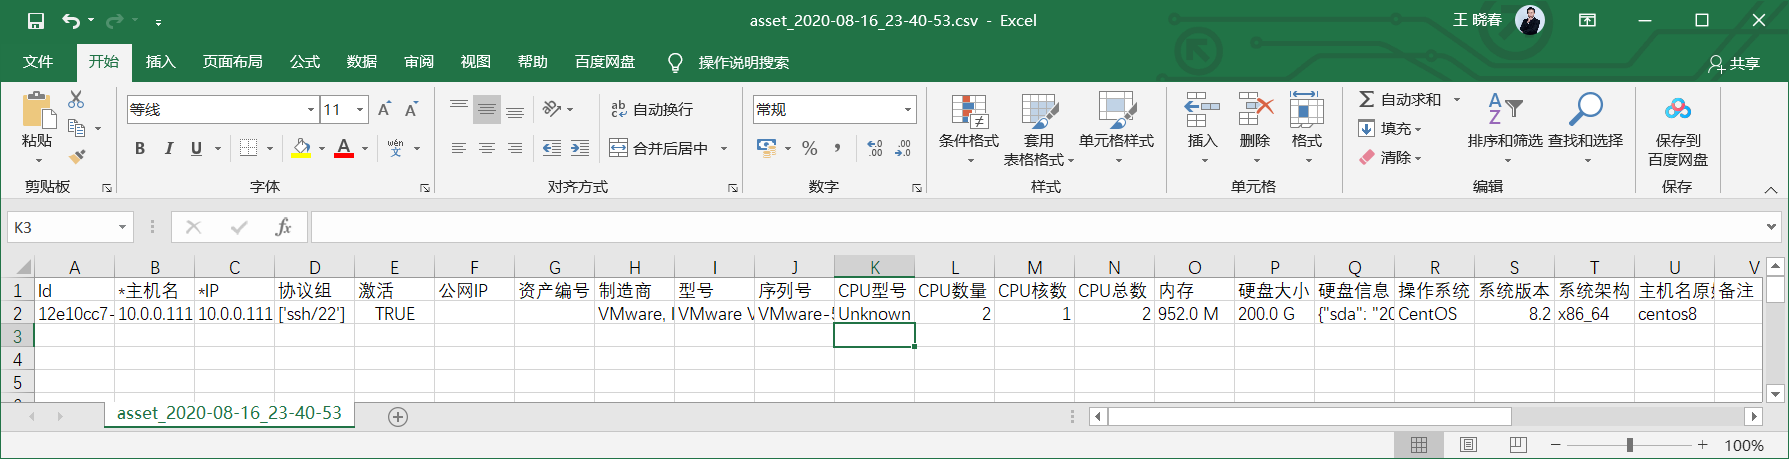 asset_2020-08-16_23-40-53.csv - Excel
王 晓春
文件 开始 插入 页面布局 公式 数据 审阅 视图 帮助 百度网盘 操作说明搜索 共享
粘贴
剪贴板
等线 11
B I U A wén 文
字体
ab 自动换行
合并后居中
对齐方式
常规
% , .00 .00
数字
条件格式 套用 表格格式 单元格样式
样式
插入 删除 格式
单元格
Σ 自动求和
填充
清除
排序和筛选 查找和选择
编辑
保存到 百度网盘
保存
K3 fx
A B C D E F G H I J K L M N O P Q R S T U V
1 Id *主机名 *IP 协议组 激活 公网IP 资产编号 制造商 型号 序列号 CPU型号 CPU数量 CPU核数 CPU总数 内存 硬盘大小 硬盘信息 操作系统 系统版本 系统架构 主机名原 备注
2 12e10cc7- 10.0.0.111 10.0.0.111 ['ssh/22'] TRUE VMware, VMware VMware- Unknown 2 1 2 952.0 M 200.0 G {"sda": "20 CentOS 8.2 x86_64 centos8
3
4
5
asset_2020-08-16_23-40-53
100%